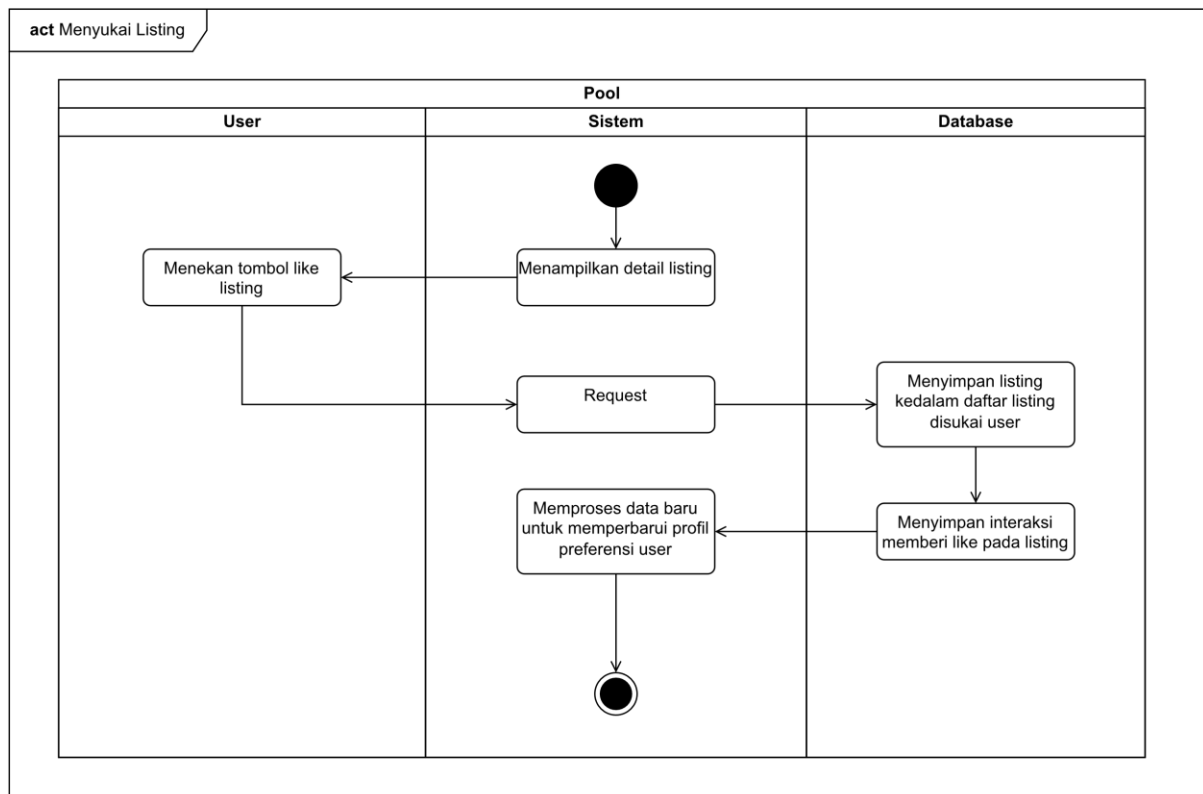 act Menyukai Listing
Pool
User
Sistem
Database
Menekan tombol like
listing
Menampilkan detail listing
Request
Menyimpan listing
kedalam daftar listing
disukai user
Memproses data baru
untuk memperbarui profil
preferensi user
Menyimpan interaksi
memberi like pada listing